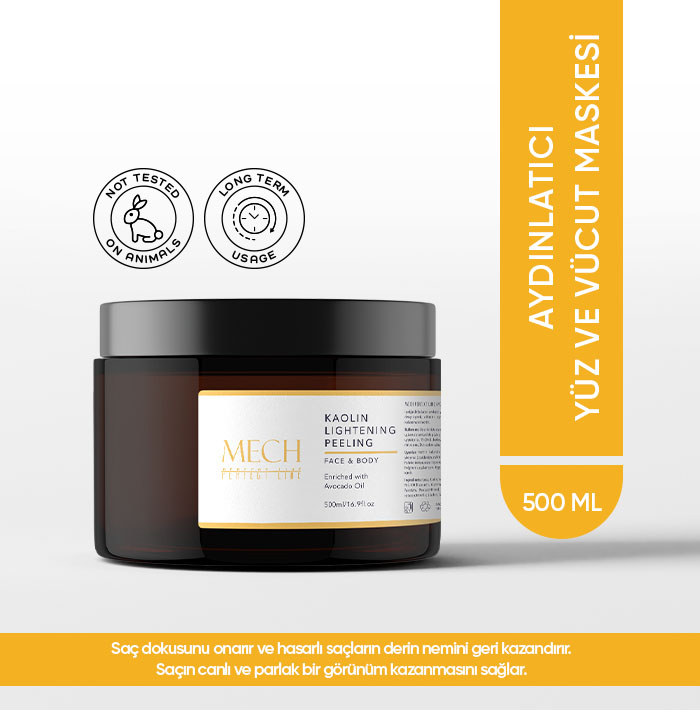 AYDINLATICI
YÜZ VE VÜCUT MASKESİ
500 ML
NOT TESTED
ON ANIMALS
LONG TERM
USAGE
MECH
PERFECT LINE
KAOLIN
LIGHTENING
PEELING
FACE & BODY
Enriched with
Avocado Oil
500ml/16.9fl.oz
Saç dokusunu onarır ve hasarlı saçların derin nemini geri kazandırır.
Saçın canlı ve parlak bir görünüm kazanmasını sağlar.